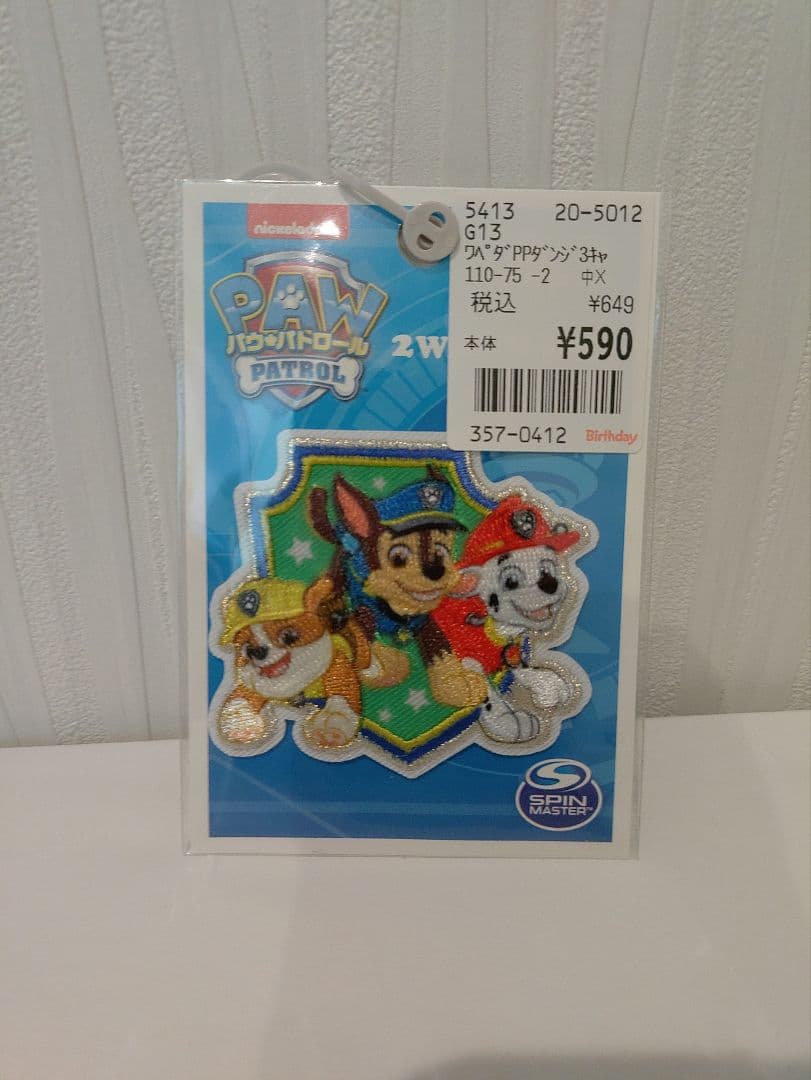 nickelod
PAW
パウ・パトロール
PATROL
2W
5413 20-5012
G13
ﾜﾍﾟﾀﾞPPﾀﾞﾝｼﾞ3ｷｬ
110-75 -2 中X
税込 ¥649
本体 ¥590
357-0412 Birthday
SPIN
MASTER™